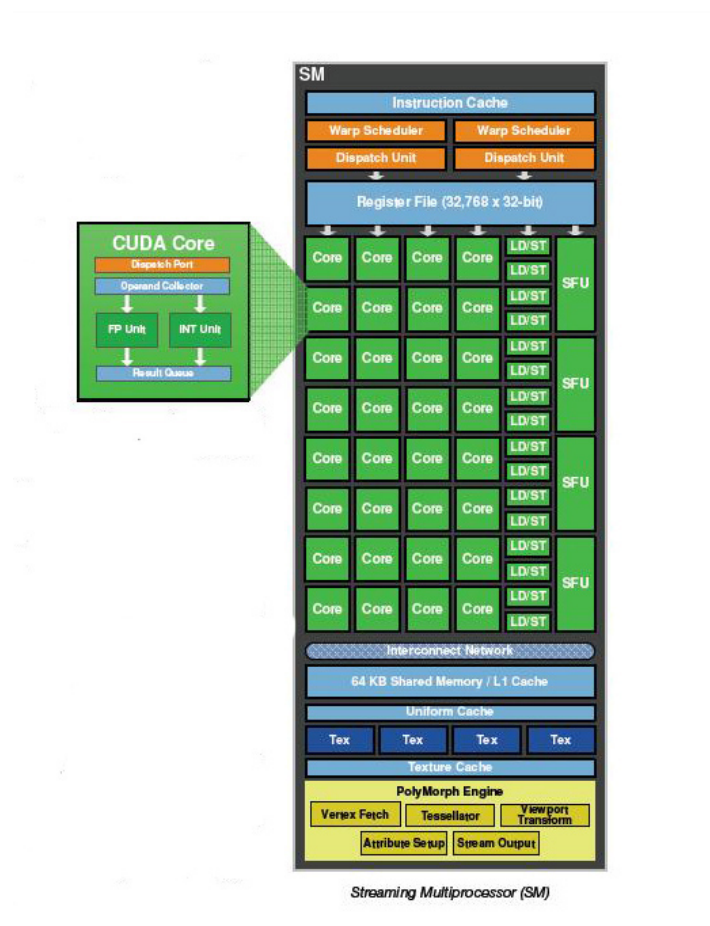 SM
Instruction Cache
Warp Scheduler Warp Scheduler
Dispatch Unit Dispatch Unit
Register File (32,768 x 32-bit)
CUDA Core
Dispatch Port
Operand Collector
FP Unit INT Unit
Result Queue
Core Core Core Core LD/ST SFU
LD/ST
Core Core Core Core LD/ST
LD/ST
Core Core Core Core LD/ST SFU
LD/ST
Core Core Core Core LD/ST
LD/ST
Core Core Core Core LD/ST SFU
LD/ST
Core Core Core Core LD/ST
LD/ST
Core Core Core Core LD/ST SFU
LD/ST
Core Core Core Core LD/ST
LD/ST
Interconnect Network
64 KB Shared Memory / L1 Cache
Uniform Cache
Tex Tex Tex Tex
Texture Cache
PolyMorph Engine
Vertex Fetch Tessellator Viewport
Transform
Attribute Setup Stream Output
Streaming Multiprocessor (SM)